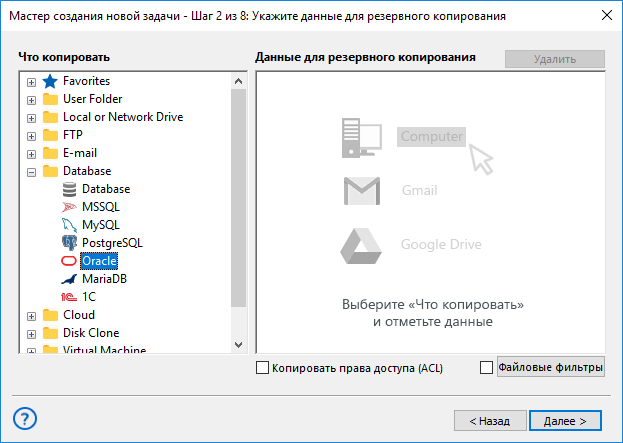 Мастер создания новой задачи - Шаг 2 из 8: Укажите данные для резервного копирования
Что копировать
Данные для резервного копирования
Удалить
Favorites
User Folder
Local or Network Drive
FTP
E-mail
Database
Database
MSSQL
MySQL
PostgreSQL
Oracle
MariaDB
1C
Cloud
Disk Clone
Virtual Machine
Computer
Gmail
Google Drive
Выберите «Что копировать»
и отметьте данные
Копировать права доступа (ACL)
Файловые фильтры
?
< Назад
Далее >